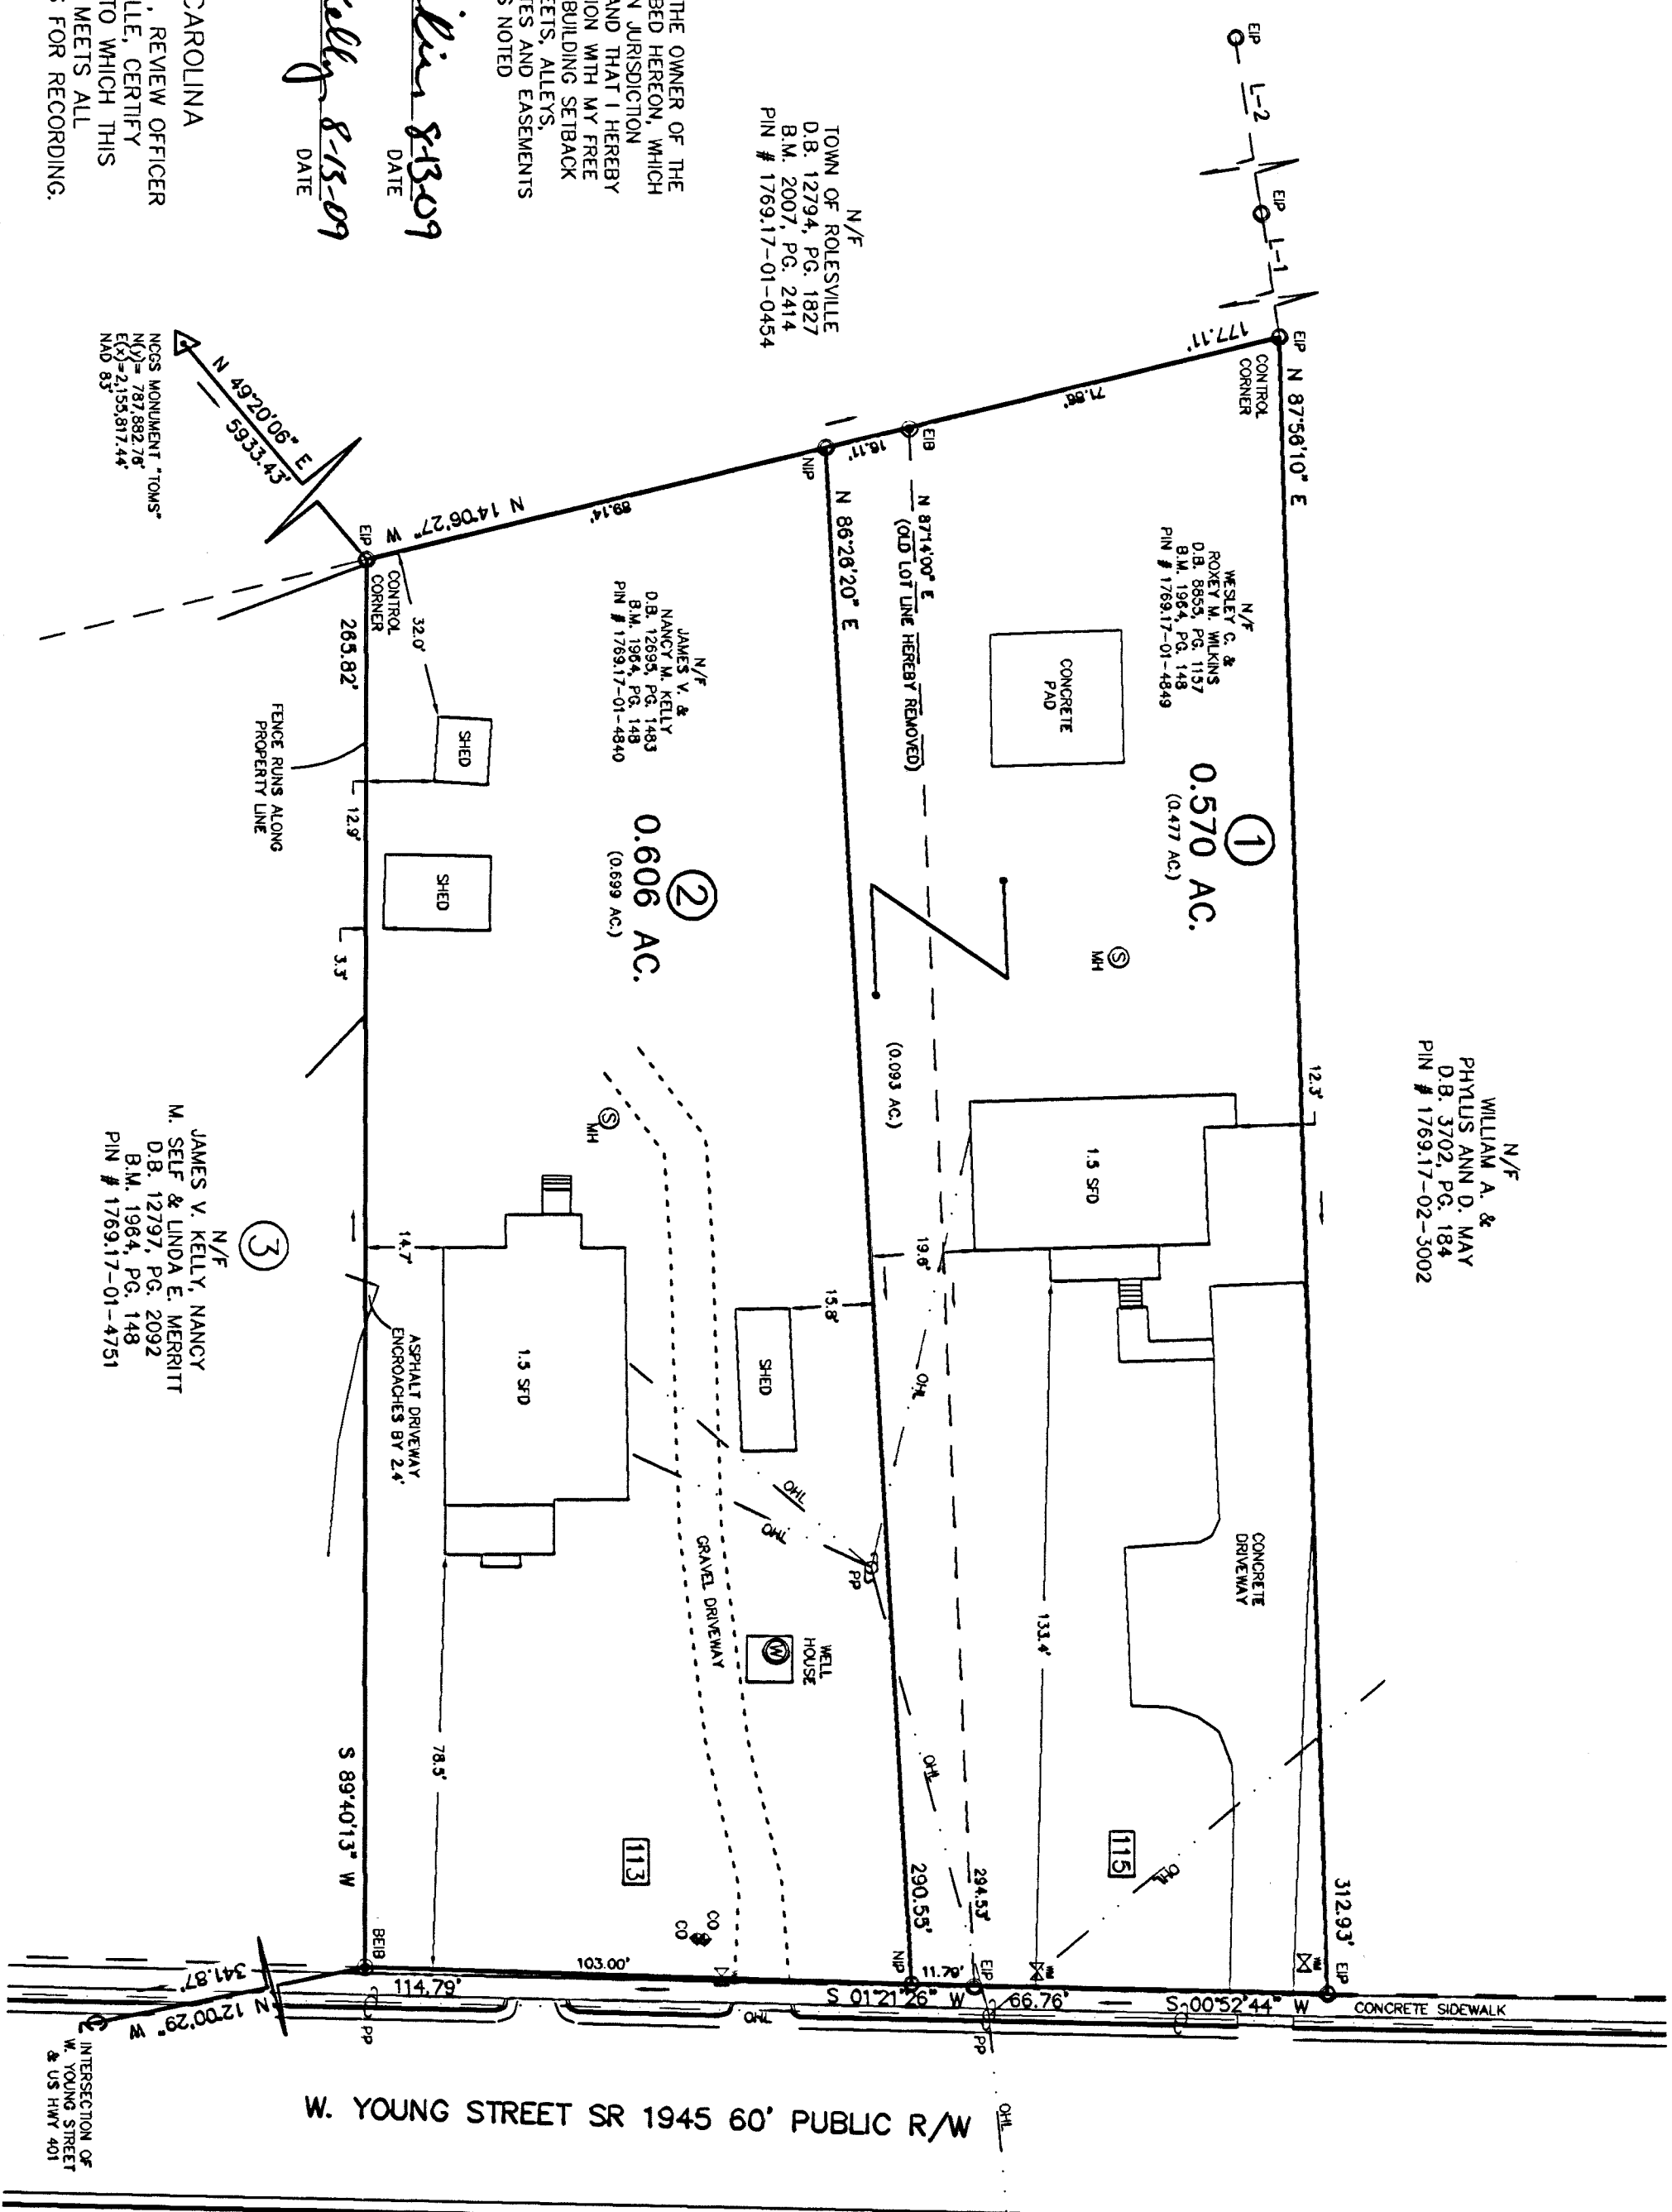 THE OWNER OF THE
BED HEREON, WHICH
N JURISDICTION
AND THAT I HEREBY
ION WITH MY FREE
BUILDING SETBACK
EETS, ALLEYS,
TES AND EASEMENTS
S NOTED
8-13-09
DATE
Kelly 8-13-09
DATE
CAROLINA
, REVIEW OFFICER
LLE, CERTIFY
TO WHICH THIS
MEETS ALL
S FOR RECORDING.
EIP
L-2
EIP
L-1
EIP
CONTROL
CORNER
N 87°56'10" E
312.93'
EIP
177.11'
71.86'
EIB
16.11'
NIP
89.14'
N 14°06'27" W
N/F
TOWN OF ROLESVILLE
D.B. 12794, PG. 1827
B.M. 2007, PG. 2414
PIN # 1769.17-01-0454
N/F
WILLIAM A. &
PHYLLIS ANN D. MAY
D.B. 3702, PG. 184
PIN # 1769.17-02-3002
N/F
WESLEY C. &
ROXEY M. WILKINS
D.B. 8855, PG. 1157
B.M. 1964, PG. 148
PIN # 1769.17-01-4849
1
0.570 AC.
(0.477 AC.)
CONCRETE
PAD
S
MH
12.3'
1.5 SFD
19.6'
CONCRETE
DRIVEWAY
133.4'
115
OHL
N 87°14'00" E
(OLD LOT LINE HEREBY REMOVED)
294.53'
EIP
(0.093 AC.)
N 86°26'20" E
290.55'
NIP
OHL
OHL
PP
N/F
JAMES V. &
NANCY M. KELLY
D.B. 12695, PG. 1483
B.M. 1964, PG. 148
PIN # 1769.17-01-4840
2
0.606 AC.
(0.699 AC.)
15.8'
SHED
OHL
OHL
WELL
HOUSE
W
GRAVEL DRIVEWAY
S
MH
1.5 SFD
14.7'
78.5'
113
CO
CO
32.0'
SHED
12.9'
SHED
3.3'
EIP
CONTROL
CORNER
265.82'
S 89°40'13" W
BEIB
FENCE RUNS ALONG
PROPERTY LINE
ASPHALT DRIVEWAY
ENCROACHES BY 2.4'
3
N/F
JAMES V. KELLY, NANCY
M. SELF & LINDA E. MERRITT
D.B. 12797, PG. 2092
B.M. 1964, PG. 148
PIN # 1769.17-01-4751
N 49°20'06" E
5933.43'
NCGS MONUMENT "TOMS"
N(y)= 787,882.76'
E(x)=2,155,817.44'
NAD 83'
CONCRETE SIDEWALK
S 00°52'44" W
66.76'
PP
S 01°21'26" W
11.79'
103.00'
114.79'
OHL
PP
341.87'
N 12°00'29" W
INTERSECTION OF
W. YOUNG STREET
& US HWY 401
W. YOUNG STREET SR 1945 60' PUBLIC R/W
OHL